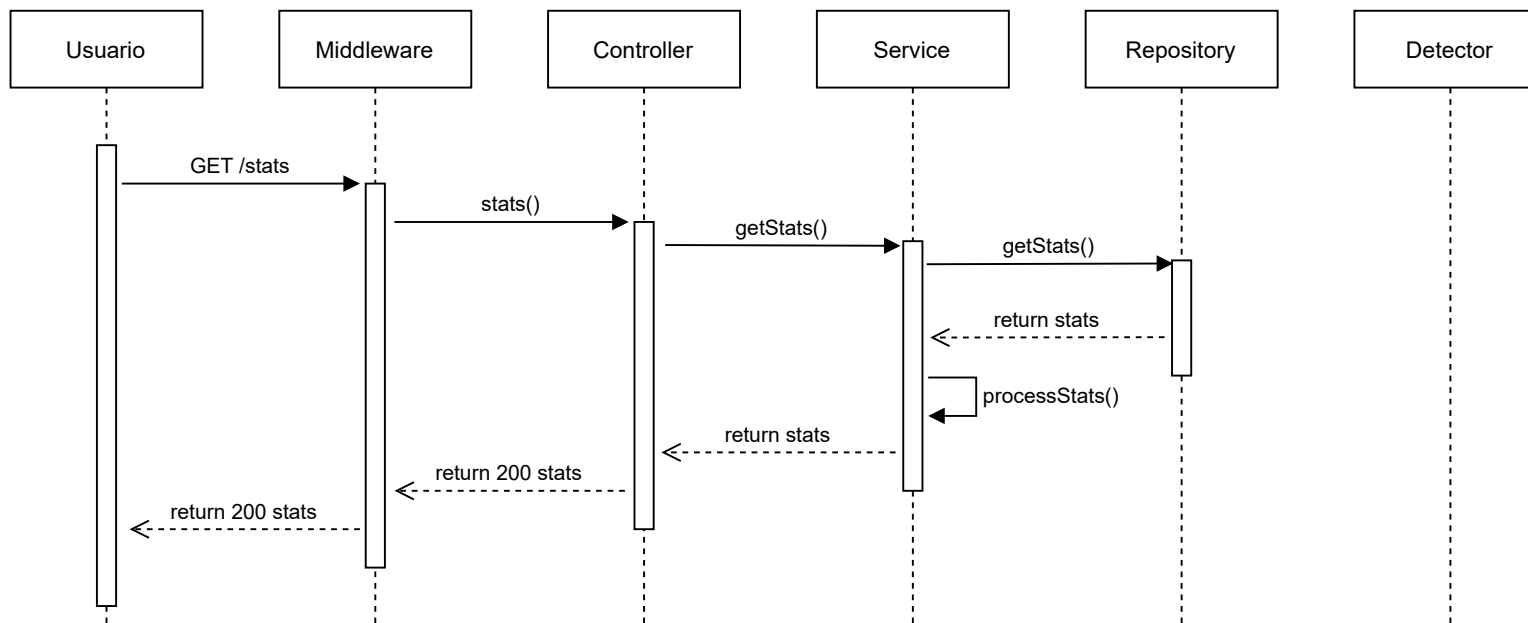 Usuario
Middleware
Controller
Service
Repository
Detector
GET /stats
stats()
getStats()
getStats()
return stats
processStats()
return stats
return 200 stats
return 200 stats